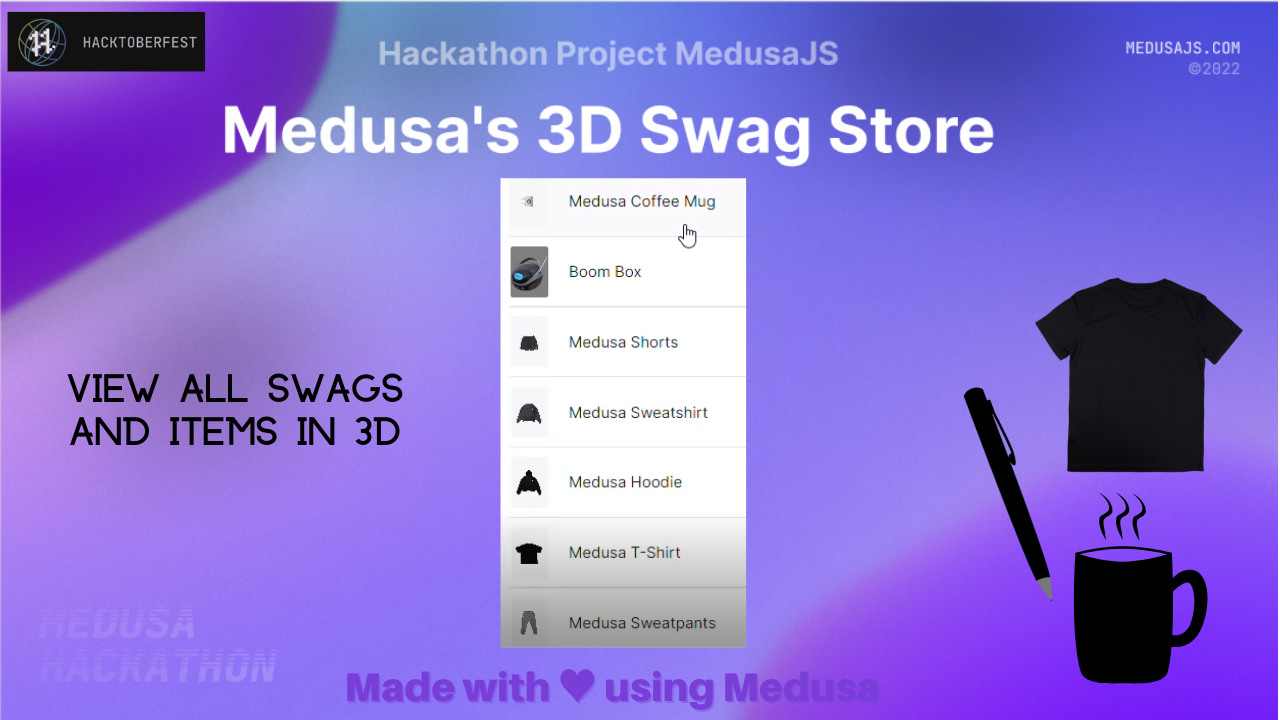 HACKTOBERFEST
Hackathon Project MedusaJS
MEDUSAJS.COM
©2022
Medusa's 3D Swag Store
Medusa Coffee Mug
Boom Box
Medusa Shorts
Medusa Sweatshirt
Medusa Hoodie
Medusa T-Shirt
Medusa Sweatpants
VIEW ALL SWAGS
AND ITEMS IN 3D
MEDUSA
HACKATHON
Made with ♥ using Medusa